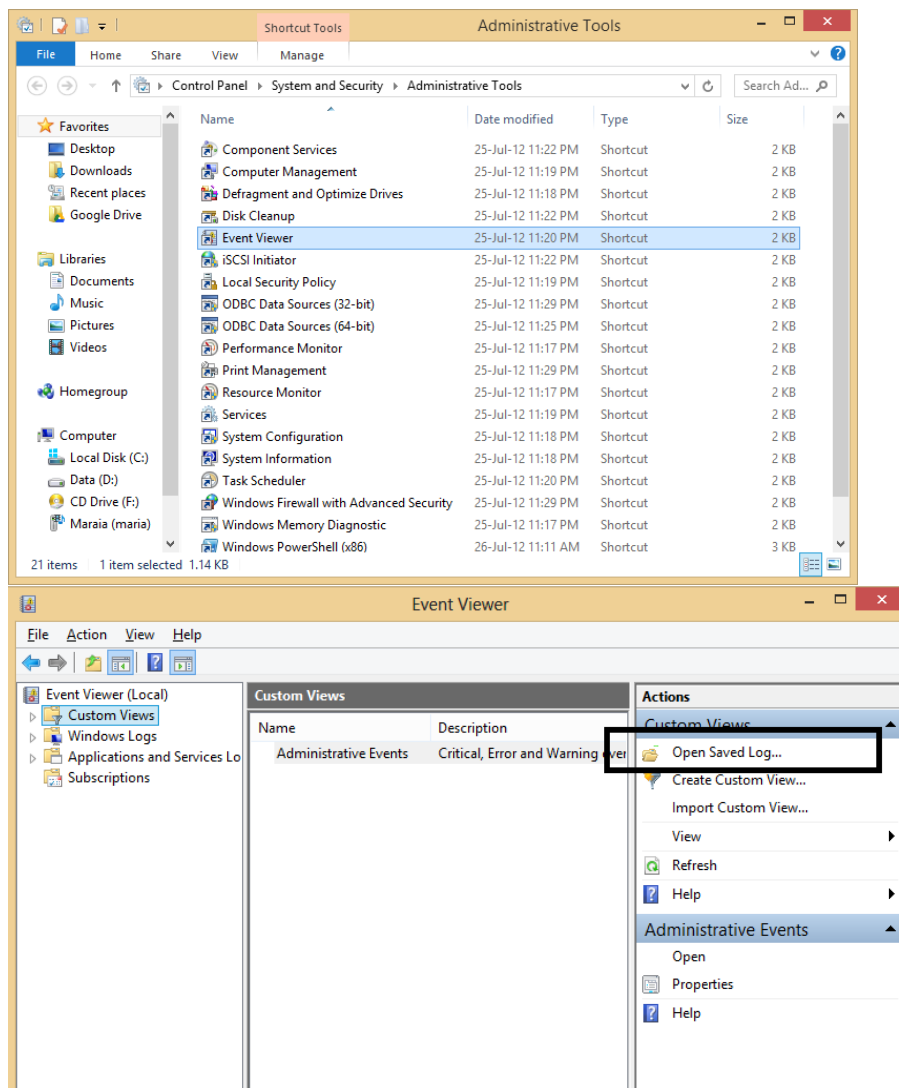 Shortcut Tools Administrative Tools
File Home Share View Manage
Control Panel System and Security Administrative Tools Search Ad...
Favorites
Desktop
Downloads
Recent places
Google Drive
Libraries
Documents
Music
Pictures
Videos
Homegroup
Computer
Local Disk (C:)
Data (D:)
CD Drive (F:)
Maraia (maria)
Name Date modified Type Size
Component Services 25-Jul-12 11:22 PM Shortcut 2 KB
Computer Management 25-Jul-12 11:19 PM Shortcut 2 KB
Defragment and Optimize Drives 25-Jul-12 11:18 PM Shortcut 2 KB
Disk Cleanup 25-Jul-12 11:22 PM Shortcut 2 KB
Event Viewer 25-Jul-12 11:20 PM Shortcut 2 KB
iSCSI Initiator 25-Jul-12 11:22 PM Shortcut 2 KB
Local Security Policy 25-Jul-12 11:19 PM Shortcut 2 KB
ODBC Data Sources (32-bit) 25-Jul-12 11:29 PM Shortcut 2 KB
ODBC Data Sources (64-bit) 25-Jul-12 11:25 PM Shortcut 2 KB
Performance Monitor 25-Jul-12 11:17 PM Shortcut 2 KB
Print Management 25-Jul-12 11:29 PM Shortcut 2 KB
Resource Monitor 25-Jul-12 11:17 PM Shortcut 2 KB
Services 25-Jul-12 11:19 PM Shortcut 2 KB
System Configuration 25-Jul-12 11:18 PM Shortcut 2 KB
System Information 25-Jul-12 11:18 PM Shortcut 2 KB
Task Scheduler 25-Jul-12 11:20 PM Shortcut 2 KB
Windows Firewall with Advanced Security 25-Jul-12 11:29 PM Shortcut 2 KB
Windows Memory Diagnostic 25-Jul-12 11:17 PM Shortcut 2 KB
Windows PowerShell (x86) 26-Jul-12 11:11 AM Shortcut 3 KB
21 items 1 item selected 1.14 KB
Event Viewer
File Action View Help
Event Viewer (Local)
Custom Views
Windows Logs
Applications and Services Lo
Subscriptions
Custom Views
Name Description
Administrative Events Critical, Error and Warning ever
Actions
Custom Views
Open Saved Log...
Create Custom View...
Import Custom View...
View
Refresh
Help
Administrative Events
Open
Properties
Help